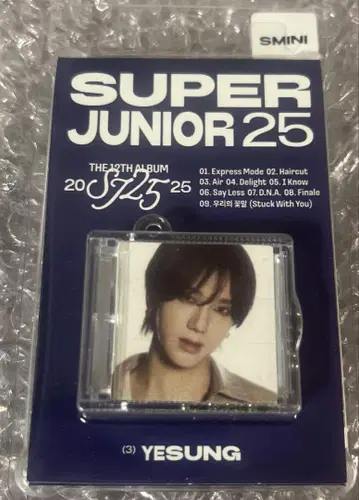 SMINI
SUPER
JUNIOR 25
THE 12TH ALBUM
20 SJ25 25
01. Express Mode 02. Haircut
03. Air 04. Delight 05. I Know
06. Say Less 07. D.N.A. 08. Finale
09. 우리의 꽃말 (Stuck With You)
(3) YESUNG